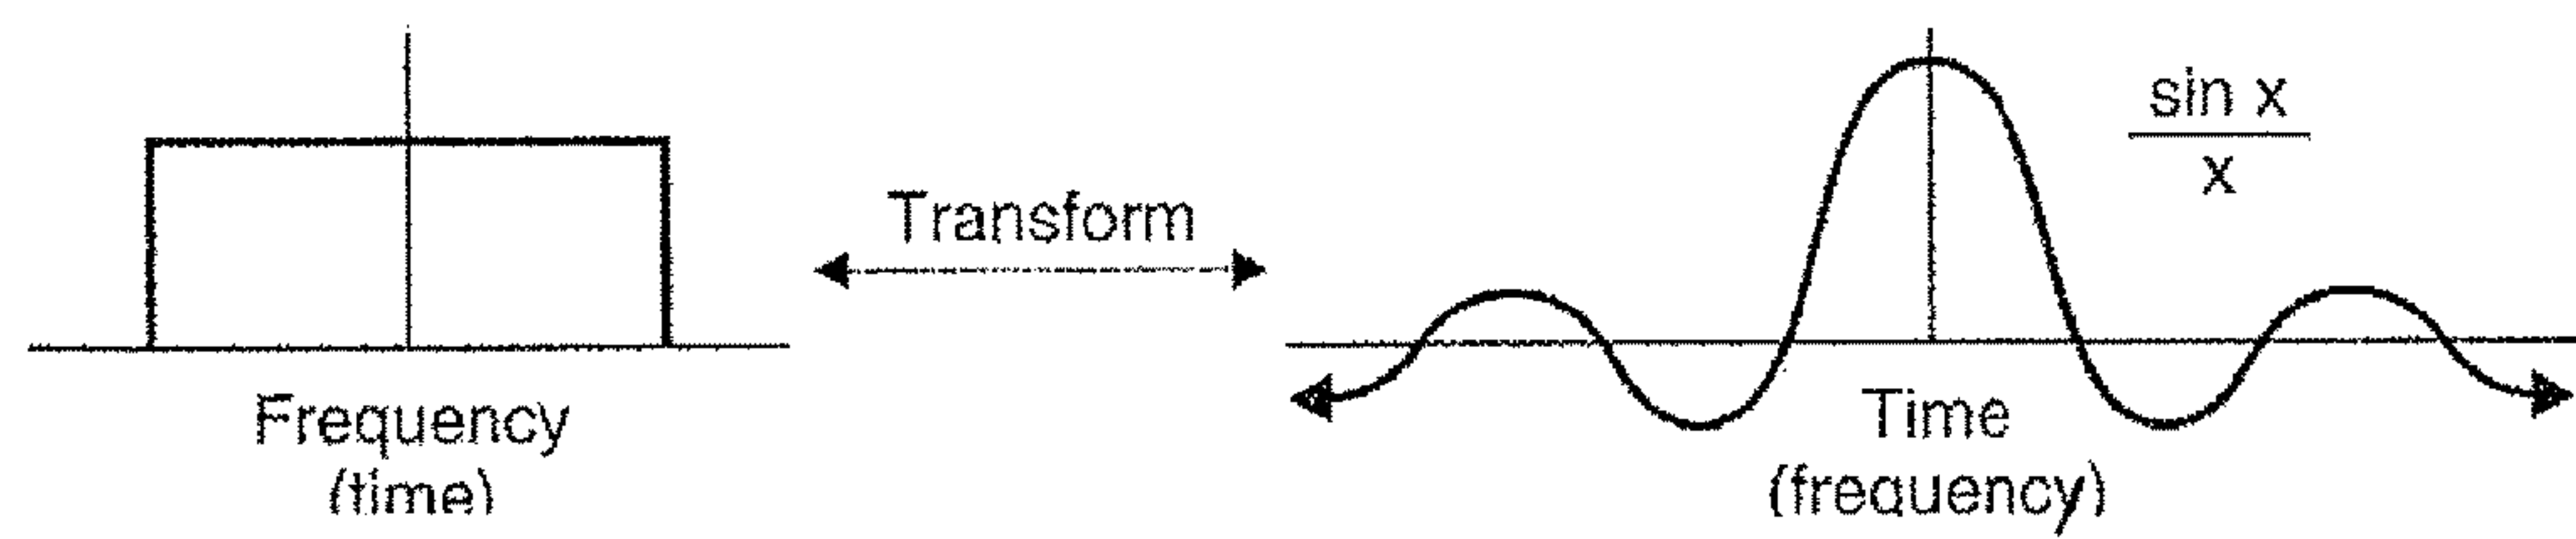 Frequency
(time)
Transform
sin x
x
Time
(frequency)